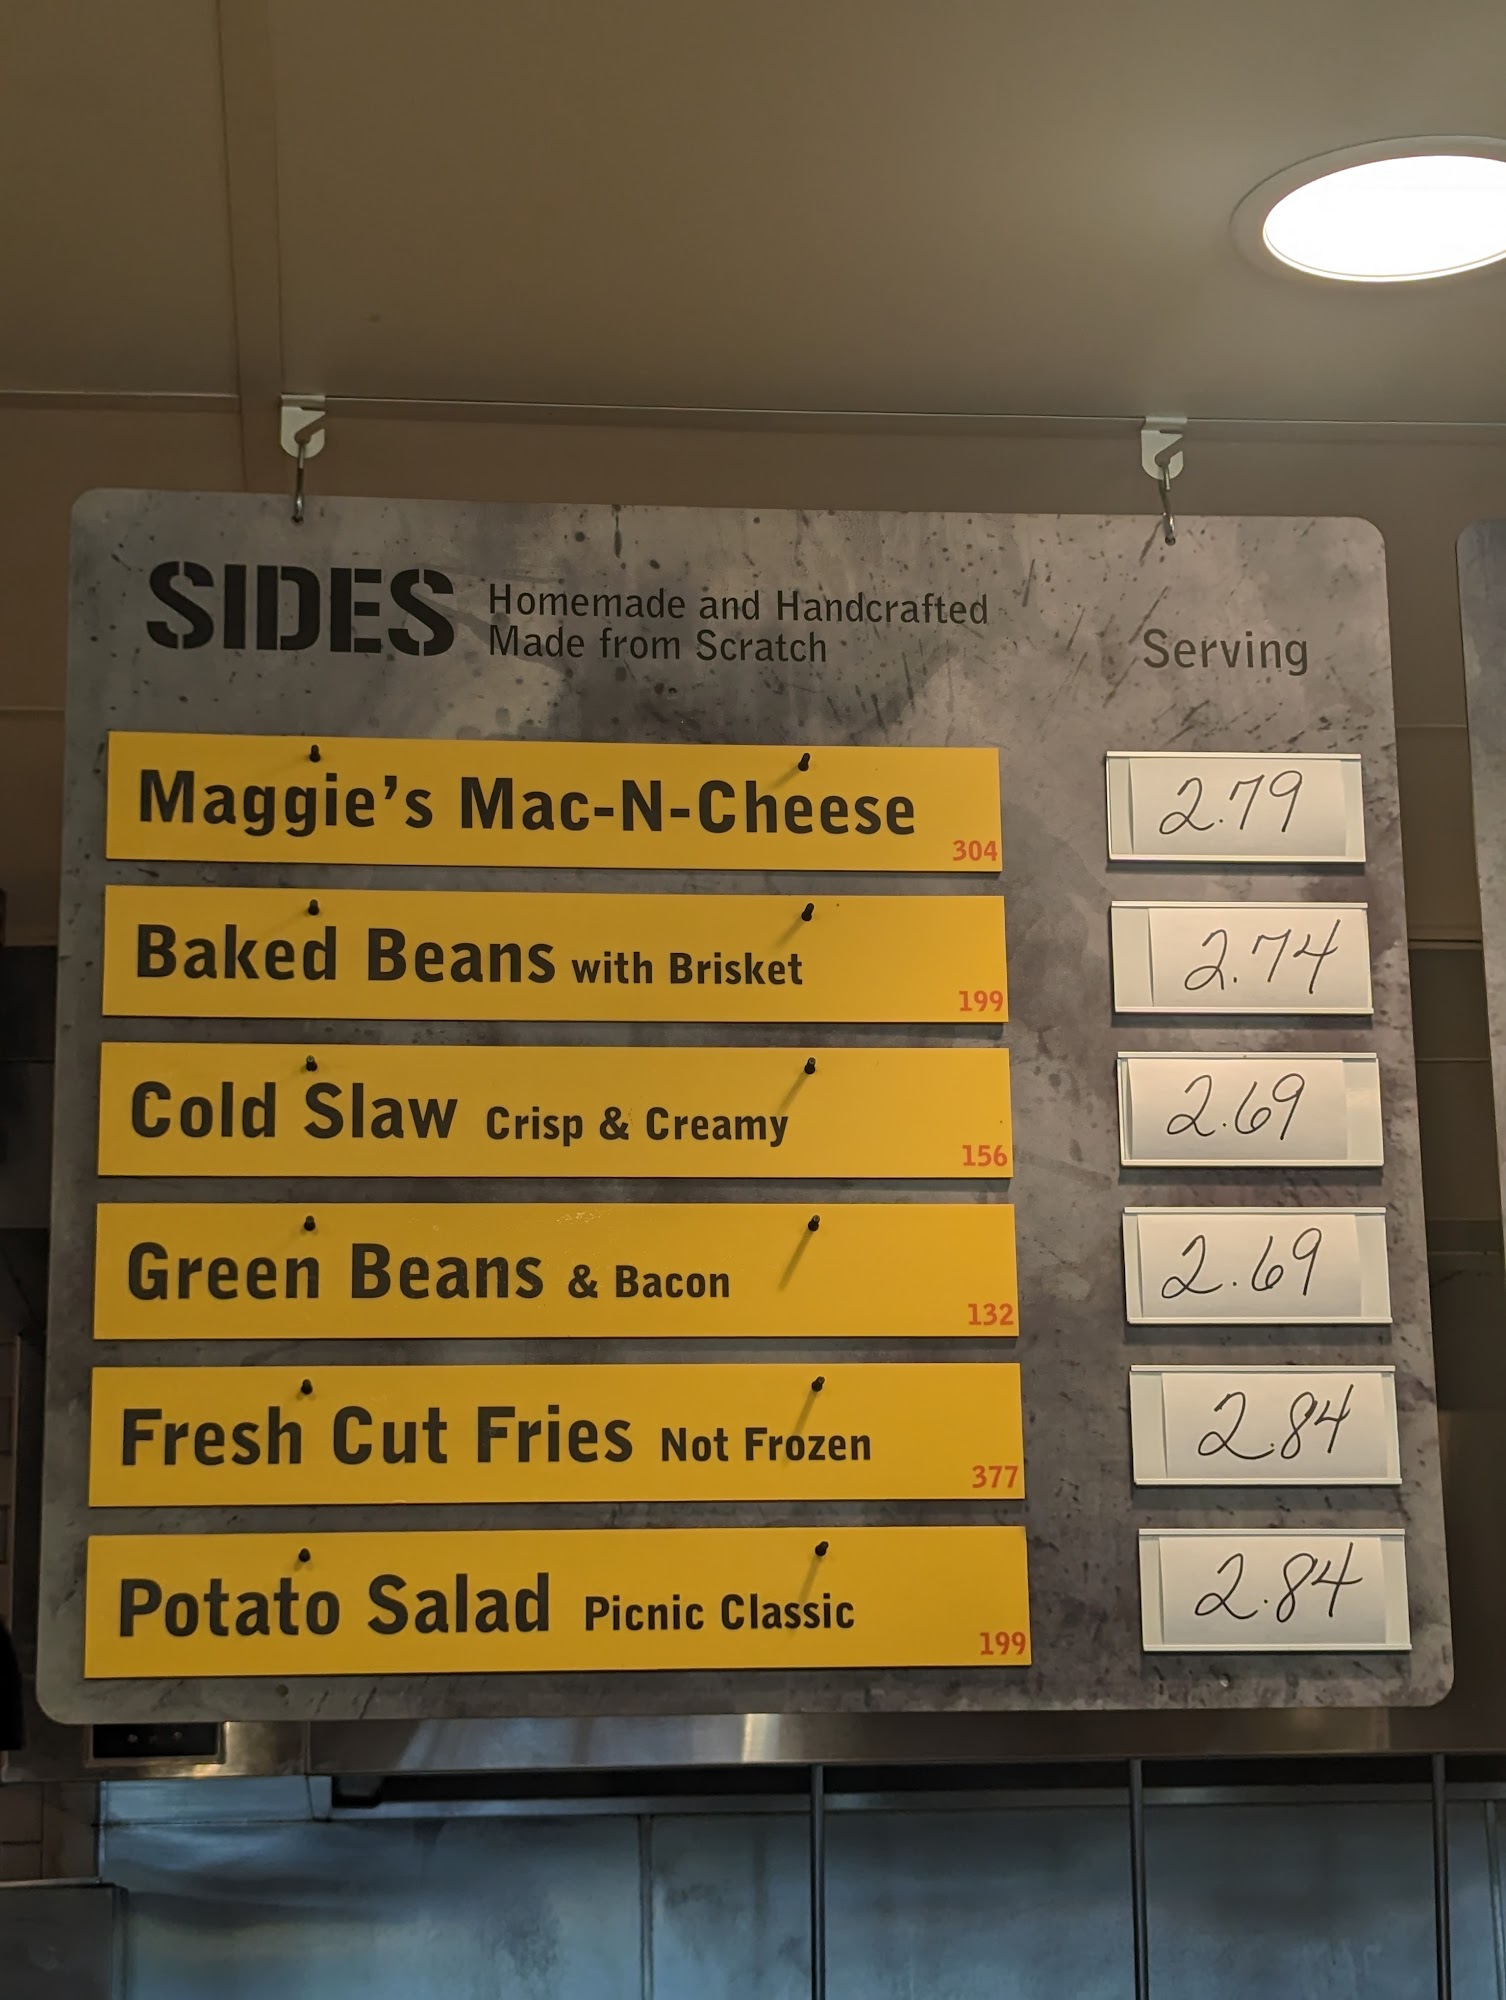 SIDES Homemade and Handcrafted
Made from Scratch
Serving
Maggie's Mac-N-Cheese 304 2.79
Baked Beans with Brisket 199 2.74
Cold Slaw Crisp & Creamy 156 2.69
Green Beans & Bacon 132 2.69
Fresh Cut Fries Not Frozen 377 2.84
Potato Salad Picnic Classic 199 2.84